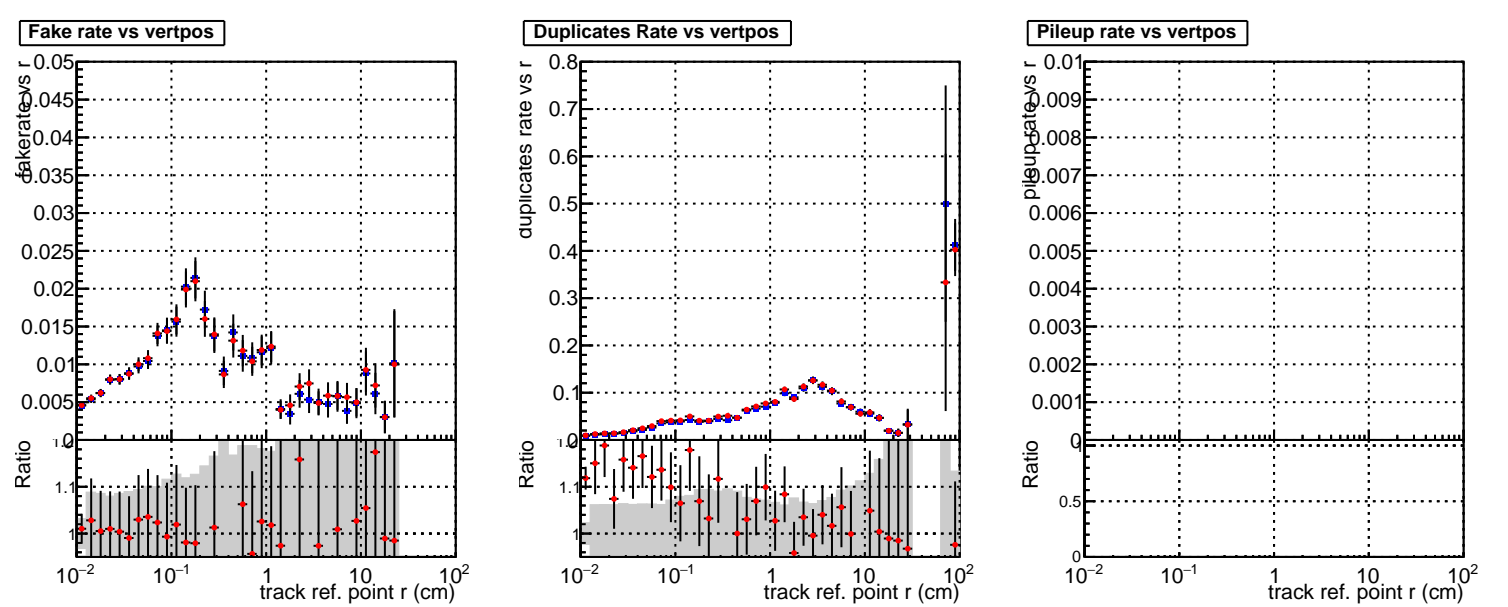 Fake rate vs vertpos
fakerate vs r
0.05
0.045
0.04
0.035
0.03
0.025
0.02
0.015
0.01
0.005
0
Ratio
1.1
1
10⁻² 10⁻¹ 1 10 10²
track ref. point r (cm)
Duplicates Rate vs vertpos
duplicates rate vs r
0.8
0.7
0.6
0.5
0.4
0.3
0.2
0.1
0
Ratio
1.1
1
10⁻² 10⁻¹ 1 10 10²
track ref. point r (cm)
Pileup rate vs vertpos
pileup rate vs r
0.01
0.009
0.008
0.007
0.006
0.005
0.004
0.003
0.002
0.001
0
Ratio
1
0.5
0
10⁻² 10⁻¹ 1 10 10²
track ref. point r (cm)